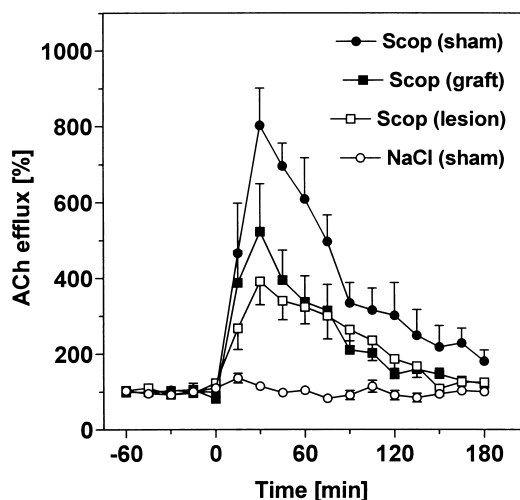 1000
800
600
400
200
0
ACh efflux [%]
Scop (sham)
Scop (graft)
Scop (lesion)
NaCl (sham)
-60 0 60 120 180
Time [min]